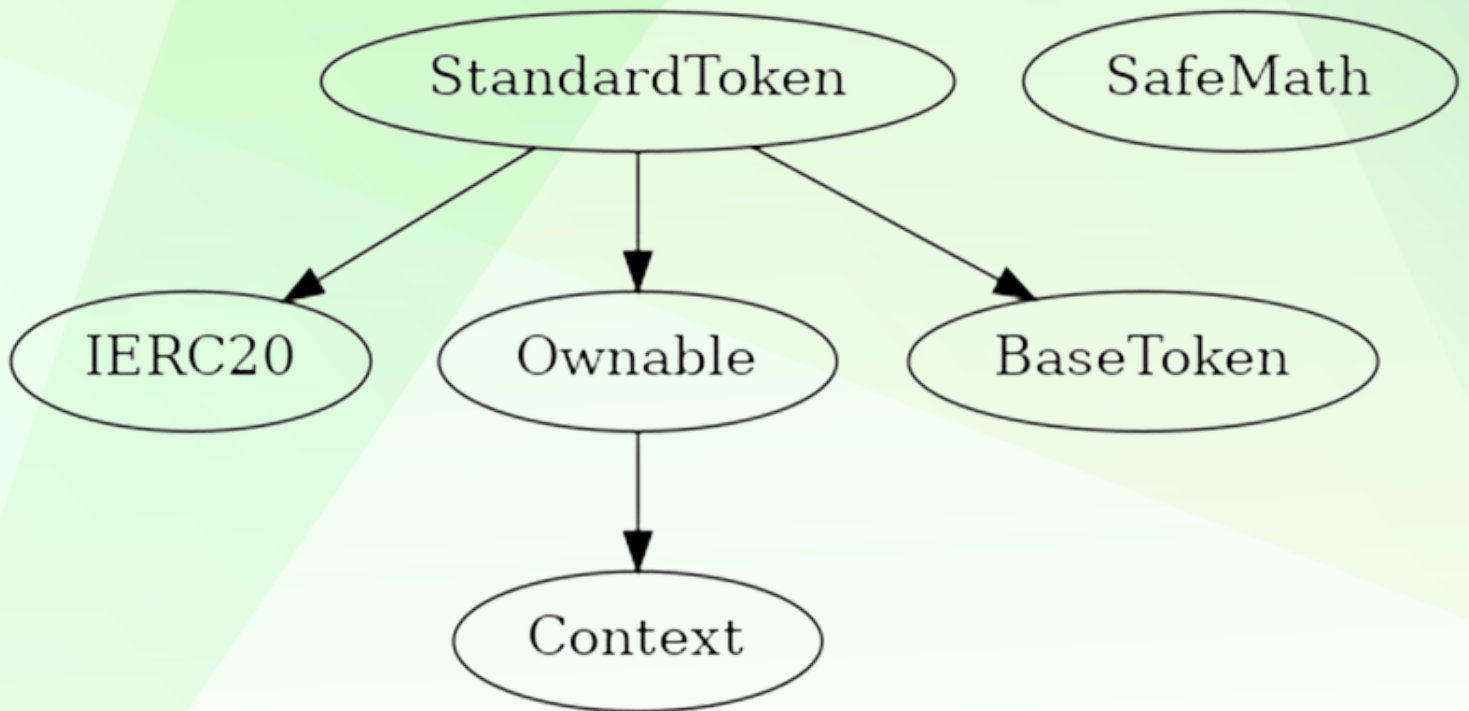 StandardToken
SafeMath
IERC20
Ownable
BaseToken
Context